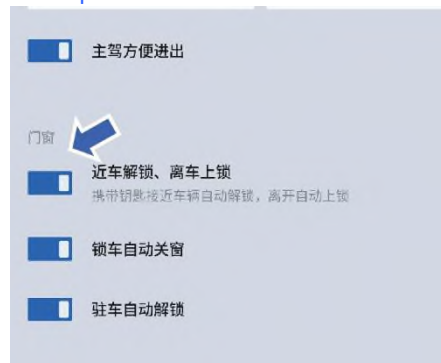 主驾方便进出
门窗
近车解锁、离车上锁
携带钥匙接近车辆自动解锁，离开自动上锁
锁车自动关窗
驻车自动解锁